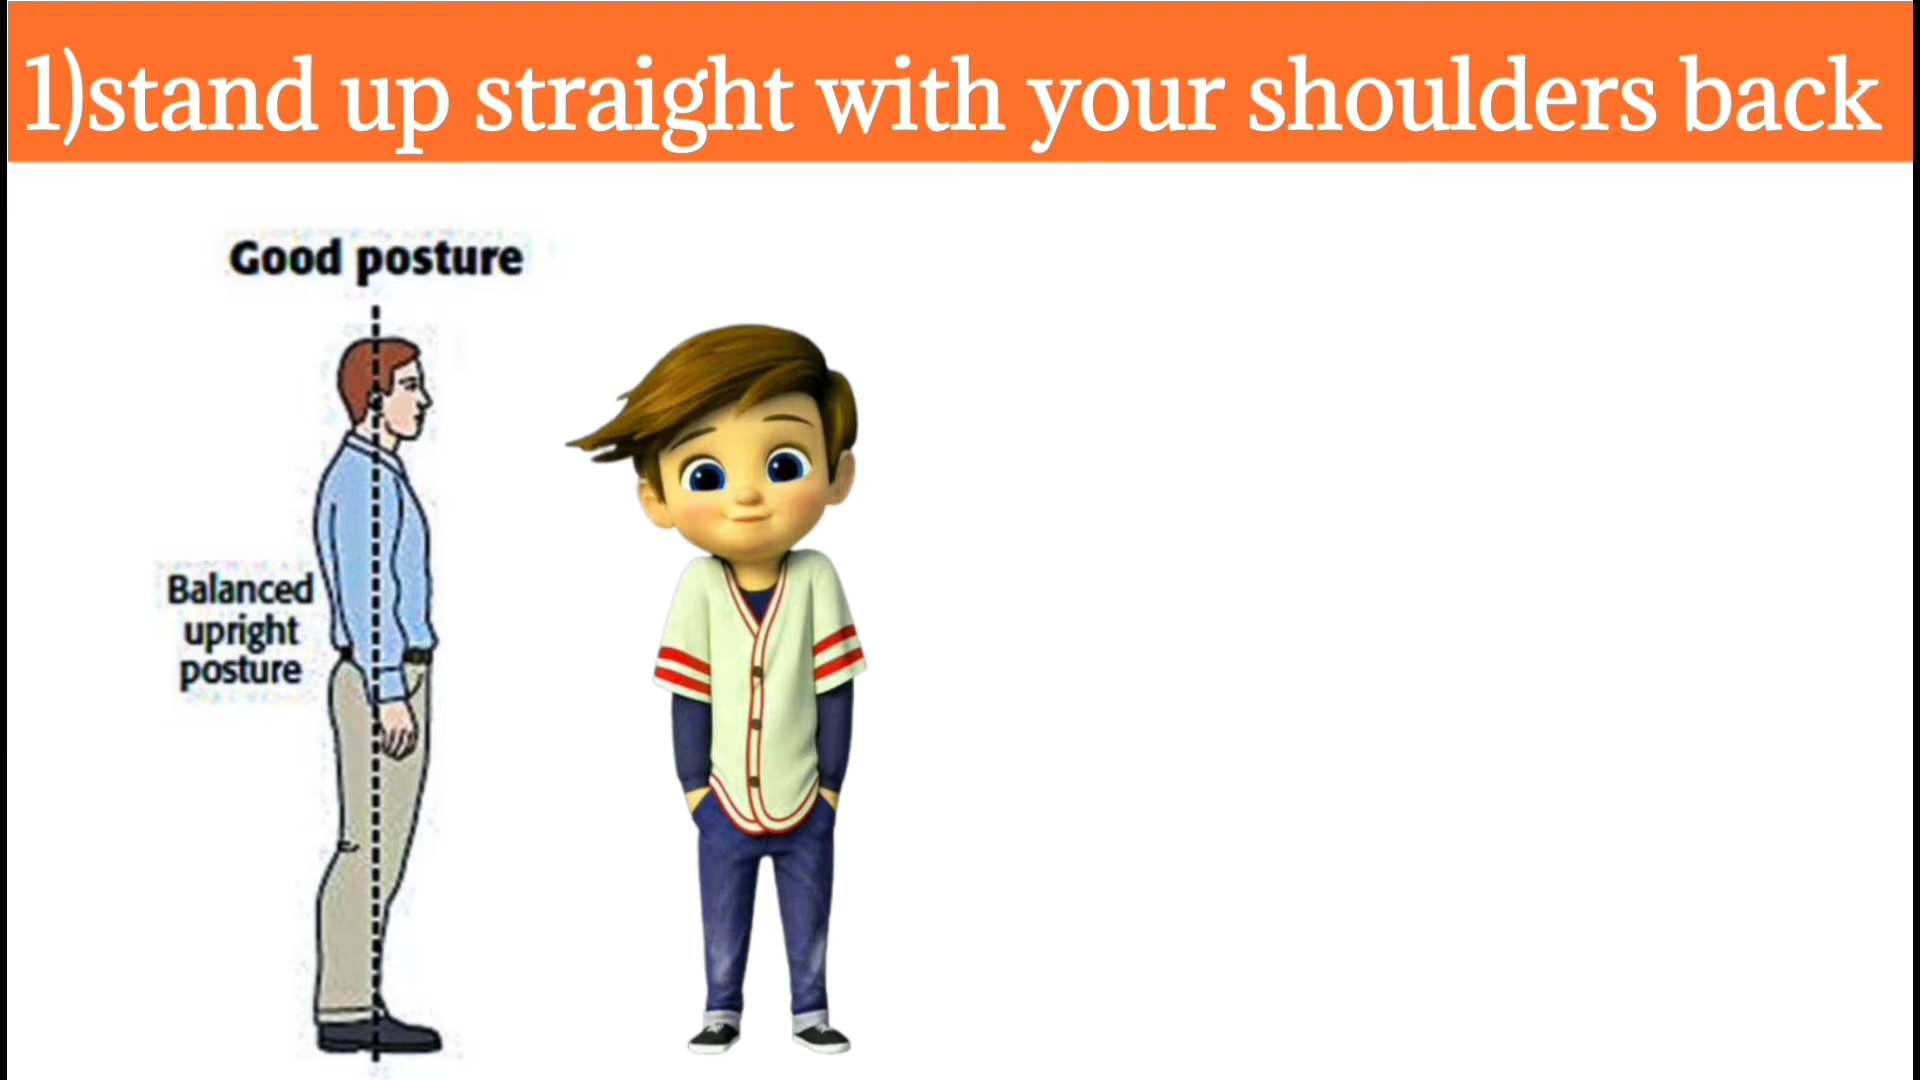 1)stand up straight with your shoulders back
Good posture
Balanced
upright
posture